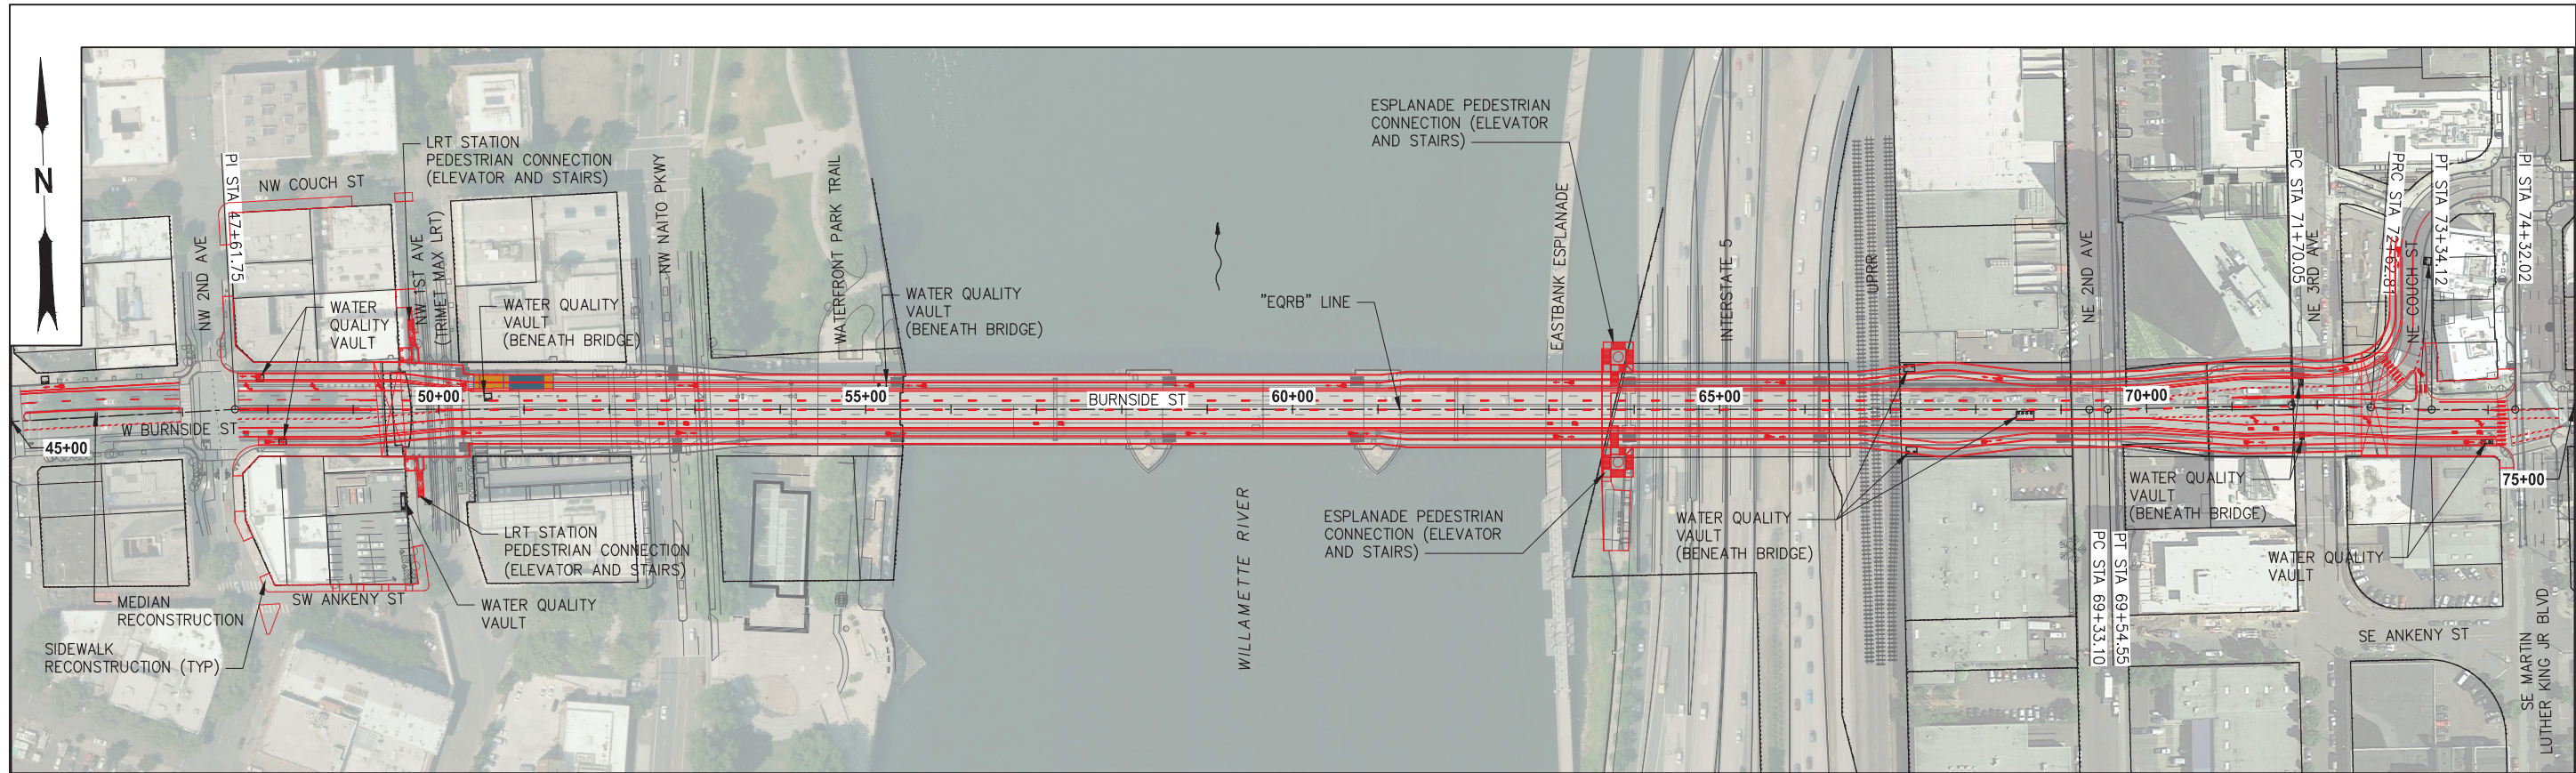 N
NW COUCH ST
PI STA 47+61.75
NW 2ND AVE
LRT STATION
PEDESTRIAN CONNECTION
(ELEVATOR AND STAIRS)
NW 1ST AVE
(TRIMET MAX LRT)
WATER
QUALITY
VAULT
WATER QUALITY
VAULT
(BENEATH BRIDGE)
NW NAITO PKWY
WATERFRONT PARK TRAIL
WATER QUALITY
VAULT
(BENEATH BRIDGE)
"EQRB" LINE
ESPLANADE PEDESTRIAN
CONNECTION (ELEVATOR
AND STAIRS)
EASTBANK ESPLANADE
INTERSTATE 5
UPRR
NE 2ND AVE
PC STA 71+70.05
NE 3RD AVE
PRC STA 72+62.81
NE COUCH ST
PT STA 73+34.12
PI STA 74+32.02
45+00
W BURNSIDE ST
50+00
55+00
BURNSIDE ST
60+00
65+00
70+00
75+00
MEDIAN
RECONSTRUCTION
SIDEWALK
RECONSTRUCTION (TYP)
SW ANKENY ST
LRT STATION
PEDESTRIAN CONNECTION
(ELEVATOR AND STAIRS)
WATER QUALITY
VAULT
WILLAMETTE RIVER
ESPLANADE PEDESTRIAN
CONNECTION (ELEVATOR
AND STAIRS)
WATER QUALITY
VAULT
(BENEATH BRIDGE)
PC STA 69+33.10
PT STA 69+54.55
WATER QUALITY
VAULT
(BENEATH BRIDGE)
WATER QUALITY
VAULT
SE ANKENY ST
SE MARTIN
LUTHER KING JR BLVD